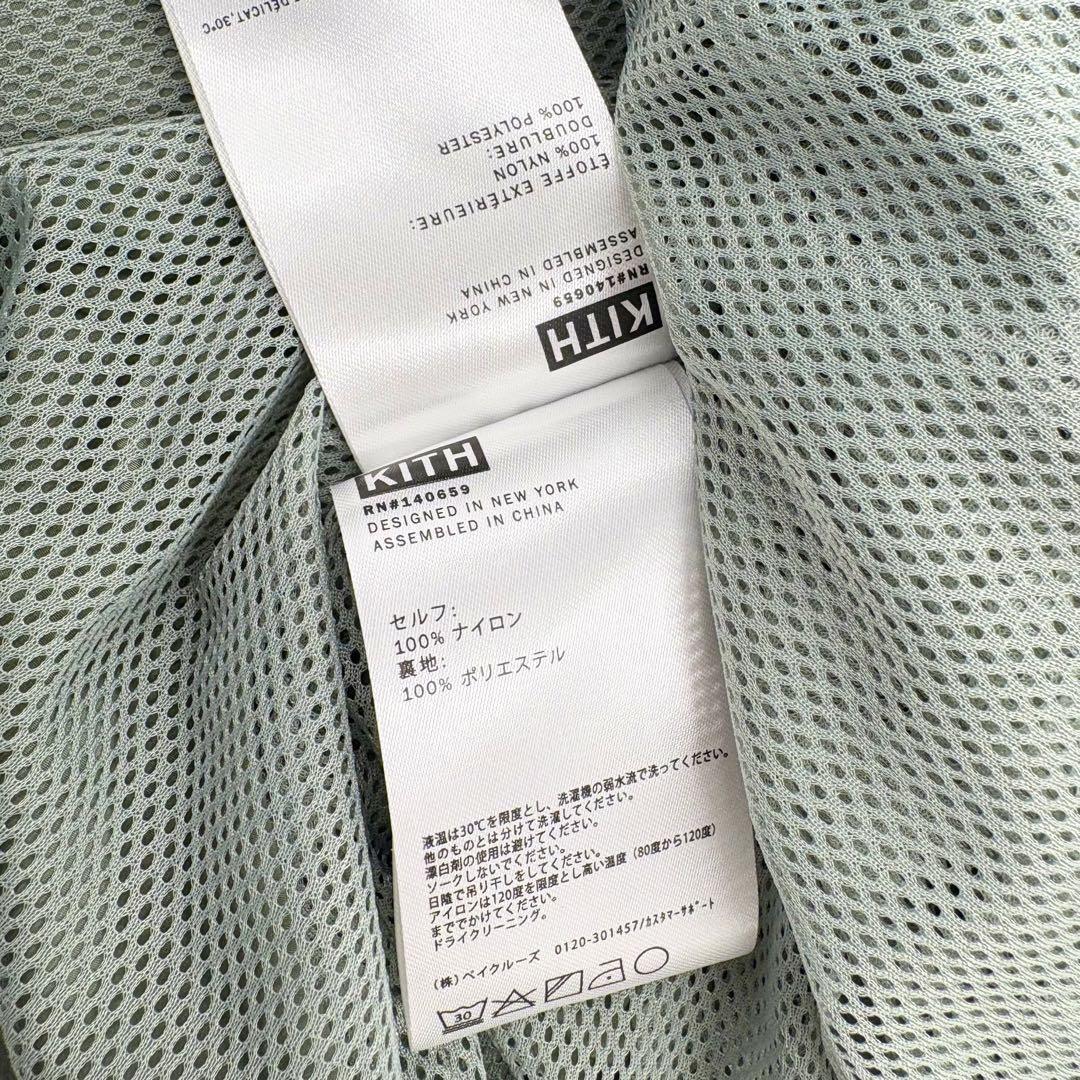 DÉLICAT,30°C
100% POLYESTER
DOUBLURE:
100% NYLON
ÉTOFFE EXTÉRIEURE:
ASSEMBLED IN CHINA
DESIGNED IN NEW YORK
RN#140659
KITH
KITH
RN#140659
DESIGNED IN NEW YORK
ASSEMBLED IN CHINA
セルフ:
100% ナイロン
裏地:
100% ポリエステル
液温は30℃を限度とし、洗濯機の弱水流で洗ってください。
他のものとは分けて洗濯してください。
漂白剤の使用は避けてください。
ソークしないでください。
日陰で吊り干しをしてください。
アイロンは120度を限度とし高い温度（80度から120度）
まででかけてください。
ドライクリーニング。
(株) ベイクルーズ 0120-301457/カスタマーサポート
30